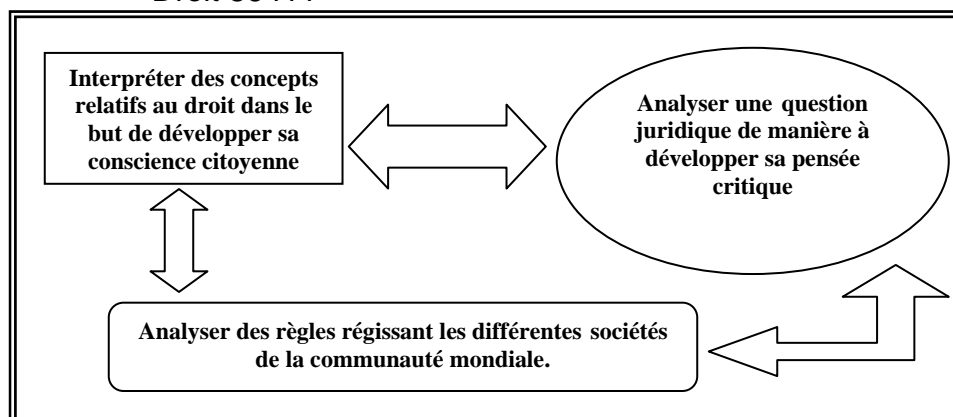 Interpréter des concepts
relatifs au droit dans le
but de développer sa
conscience citoyenne
Analyser une question
juridique de manière à
développer sa pensée
critique
Analyser des règles régissant les différentes sociétés
de la communauté mondiale.